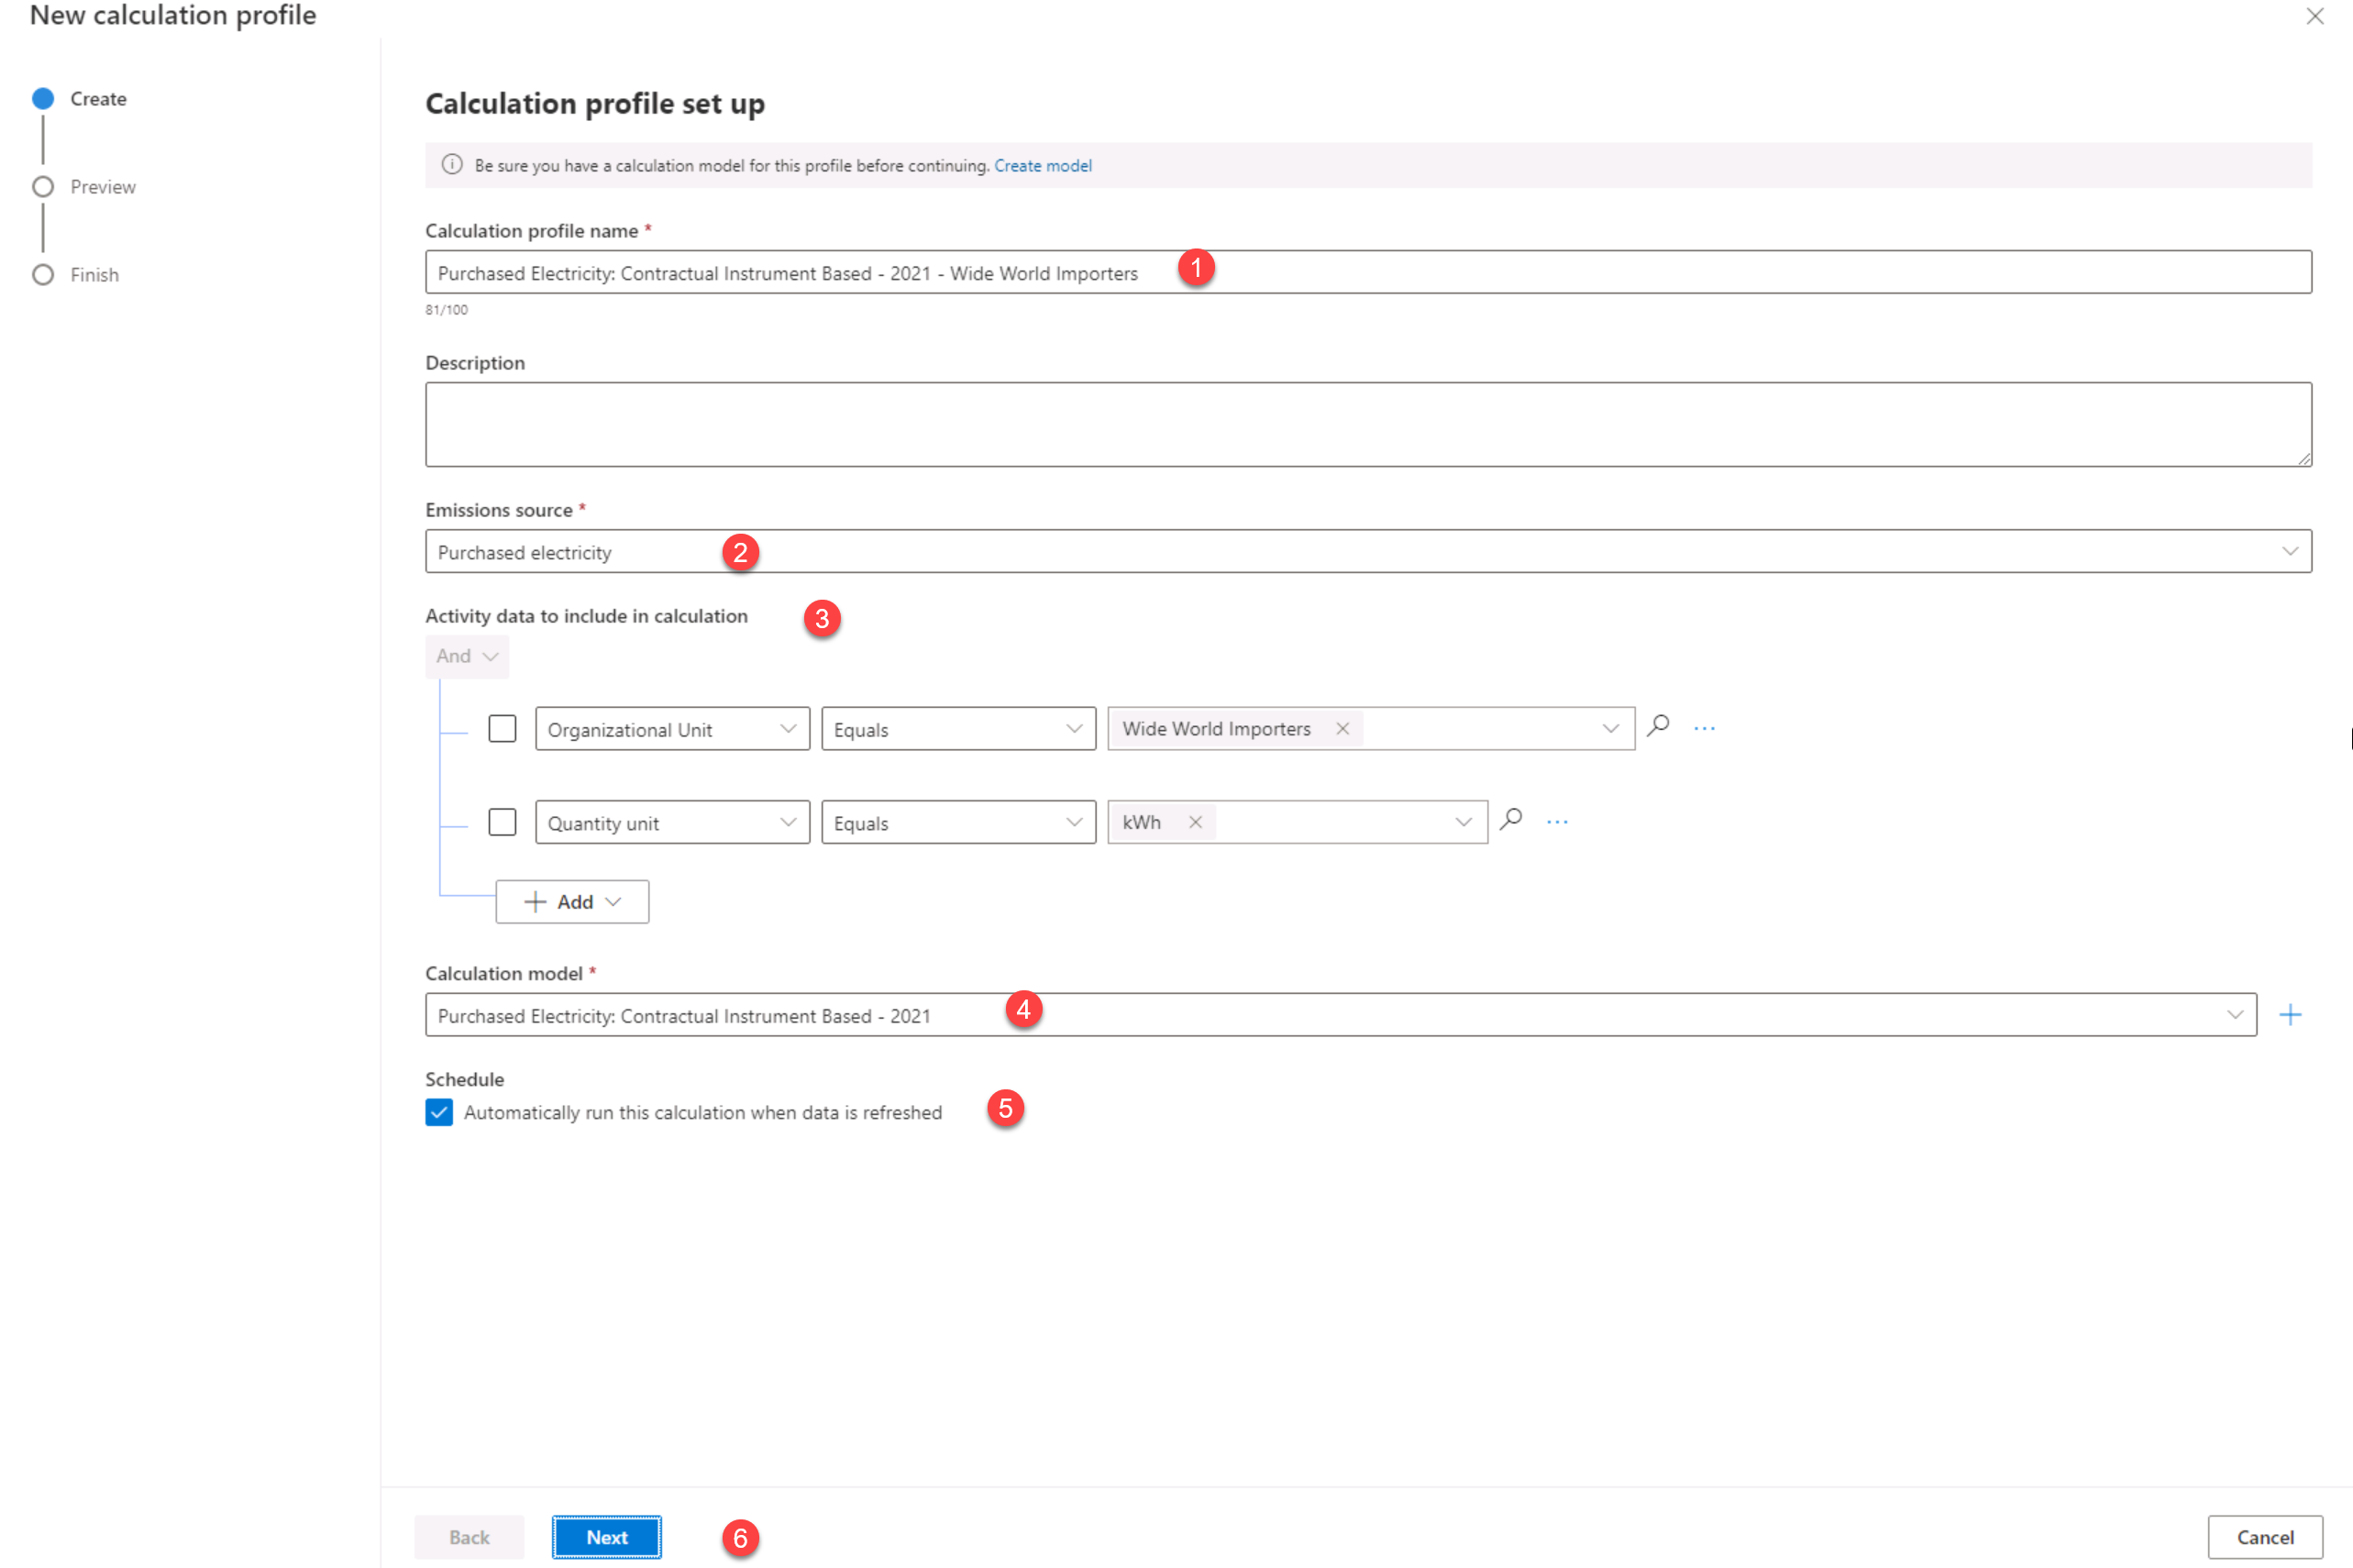 New calculation profile
Create
Preview
Finish
Calculation profile set up
Be sure you have a calculation model for this profile before continuing. Create model
Calculation profile name *
Purchased Electricity: Contractual Instrument Based - 2021 - Wide World Importers
1
81/100
Description
Emissions source *
Purchased electricity
2
Activity data to include in calculation
3
And
Organizational Unit Equals Wide World Importers
Quantity unit Equals kWh
Add
Calculation model *
Purchased Electricity: Contractual Instrument Based - 2021
4
Schedule
Automatically run this calculation when data is refreshed
5
Back Next 6 Cancel